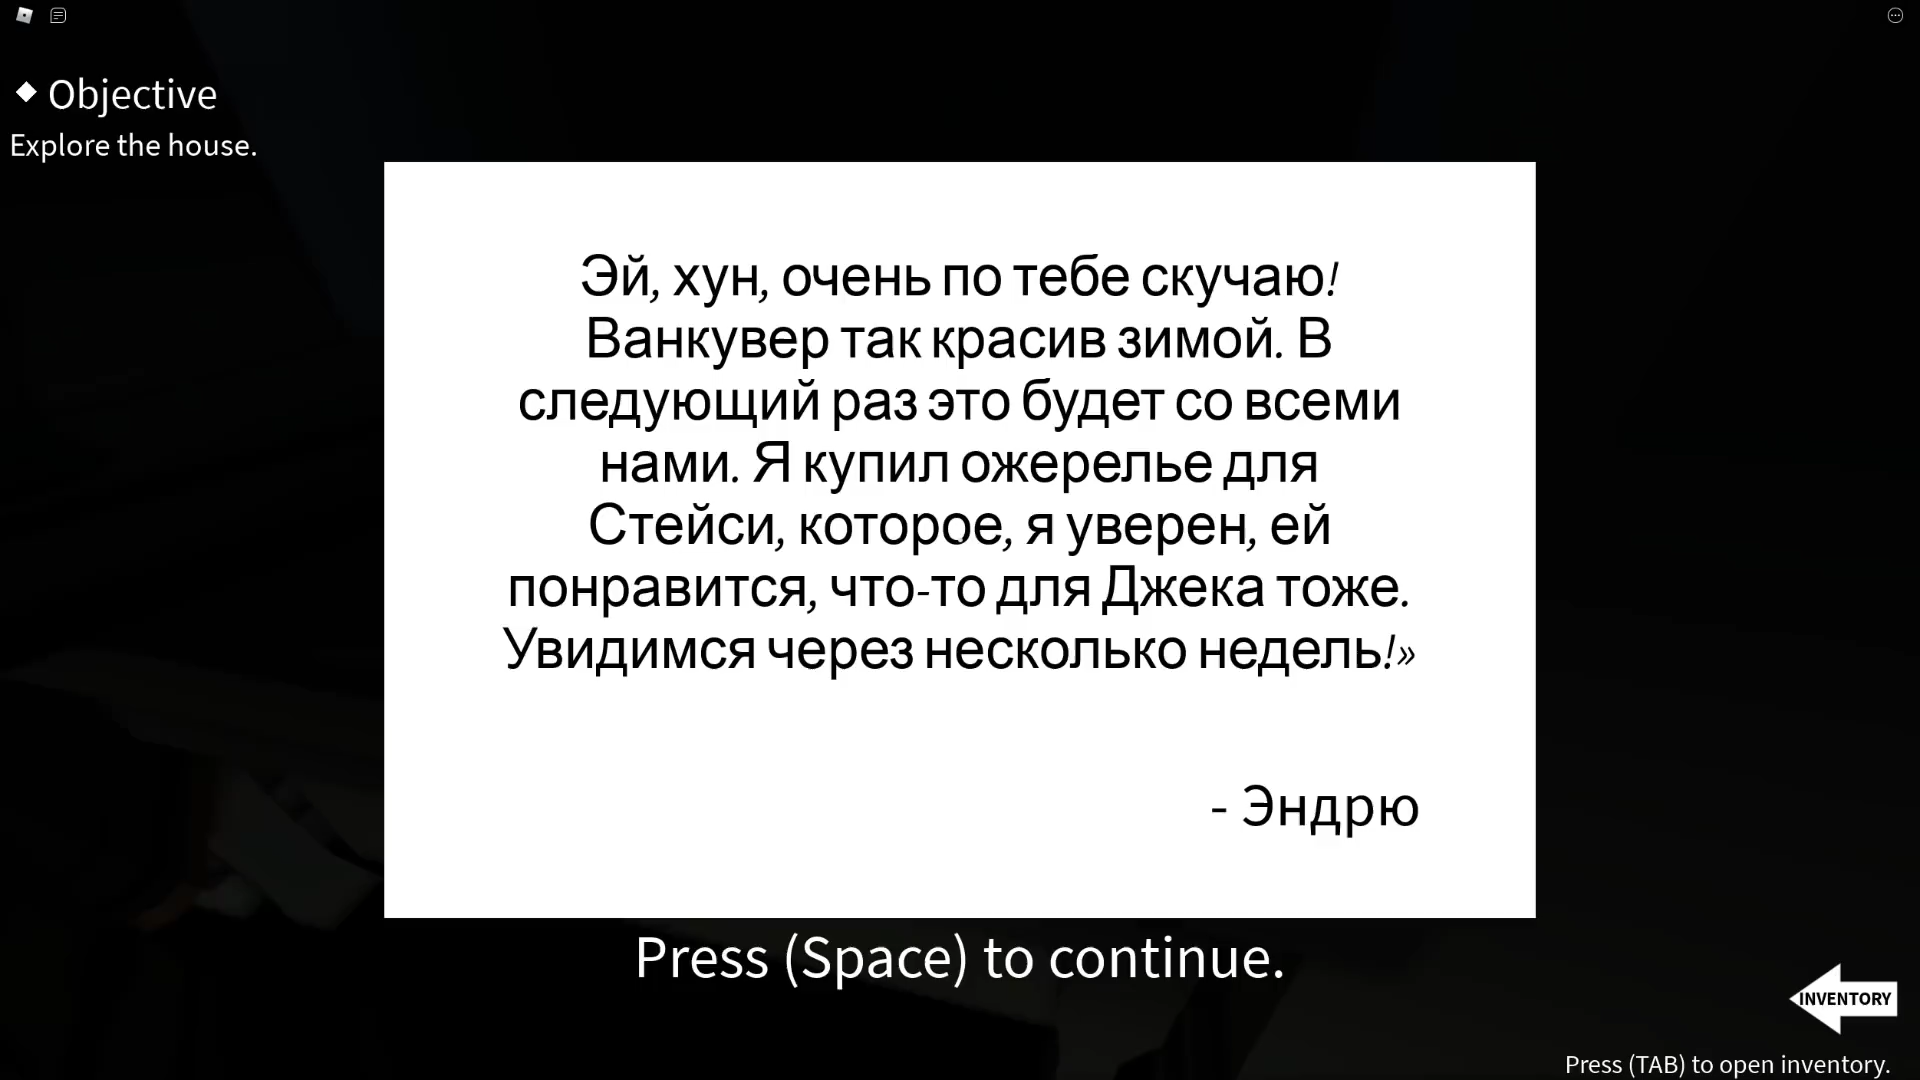 Objective
Explore the house.
Эй, хун, очень по тебе скучаю!
Ванкувер так красив зимой. В
следующий раз это будет со всеми
нами. Я купил ожерелье для
Стейси, которое, я уверен, ей
понравится, что-то для Джека тоже.
Увидимся через несколько недель!»
- Эндрю
Press (Space) to continue.
INVENTORY
Press (TAB) to open inventory.